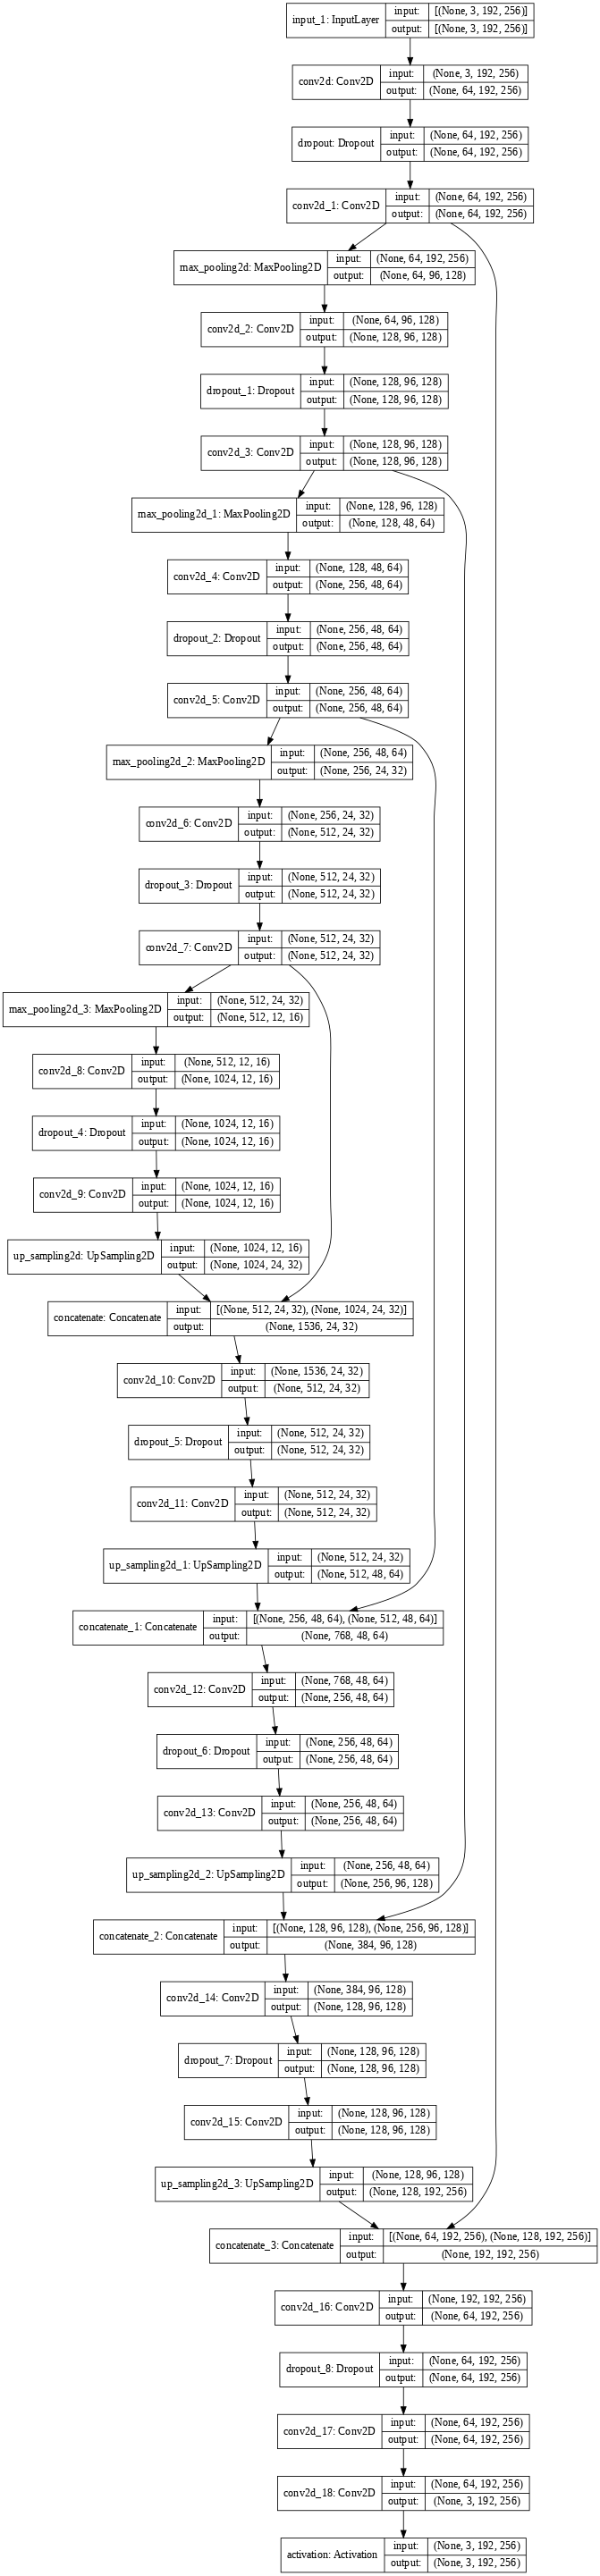 input_1: InputLayer input: [(None, 3, 192, 256)]
output: [(None, 3, 192, 256)]
conv2d: Conv2D input: (None, 3, 192, 256)
output: (None, 64, 192, 256)
dropout: Dropout input: (None, 64, 192, 256)
output: (None, 64, 192, 256)
conv2d_1: Conv2D input: (None, 64, 192, 256)
output: (None, 64, 192, 256)
max_pooling2d: MaxPooling2D input: (None, 64, 192, 256)
output: (None, 64, 96, 128)
conv2d_2: Conv2D input: (None, 64, 96, 128)
output: (None, 128, 96, 128)
dropout_1: Dropout input: (None, 128, 96, 128)
output: (None, 128, 96, 128)
conv2d_3: Conv2D input: (None, 128, 96, 128)
output: (None, 128, 96, 128)
max_pooling2d_1: MaxPooling2D input: (None, 128, 96, 128)
output: (None, 128, 48, 64)
conv2d_4: Conv2D input: (None, 128, 48, 64)
output: (None, 256, 48, 64)
dropout_2: Dropout input: (None, 256, 48, 64)
output: (None, 256, 48, 64)
conv2d_5: Conv2D input: (None, 256, 48, 64)
output: (None, 256, 48, 64)
max_pooling2d_2: MaxPooling2D input: (None, 256, 48, 64)
output: (None, 256, 24, 32)
conv2d_6: Conv2D input: (None, 256, 24, 32)
output: (None, 512, 24, 32)
dropout_3: Dropout input: (None, 512, 24, 32)
output: (None, 512, 24, 32)
conv2d_7: Conv2D input: (None, 512, 24, 32)
output: (None, 512, 24, 32)
max_pooling2d_3: MaxPooling2D input: (None, 512, 24, 32)
output: (None, 512, 12, 16)
conv2d_8: Conv2D input: (None, 512, 12, 16)
output: (None, 1024, 12, 16)
dropout_4: Dropout input: (None, 1024, 12, 16)
output: (None, 1024, 12, 16)
conv2d_9: Conv2D input: (None, 1024, 12, 16)
output: (None, 1024, 12, 16)
up_sampling2d: UpSampling2D input: (None, 1024, 12, 16)
output: (None, 1024, 24, 32)
concatenate: Concatenate input: [(None, 512, 24, 32), (None, 1024, 24, 32)]
output: (None, 1536, 24, 32)
conv2d_10: Conv2D input: (None, 1536, 24, 32)
output: (None, 512, 24, 32)
dropout_5: Dropout input: (None, 512, 24, 32)
output: (None, 512, 24, 32)
conv2d_11: Conv2D input: (None, 512, 24, 32)
output: (None, 512, 24, 32)
up_sampling2d_1: UpSampling2D input: (None, 512, 24, 32)
output: (None, 512, 48, 64)
concatenate_1: Concatenate input: [(None, 256, 48, 64), (None, 512, 48, 64)]
output: (None, 768, 48, 64)
conv2d_12: Conv2D input: (None, 768, 48, 64)
output: (None, 256, 48, 64)
dropout_6: Dropout input: (None, 256, 48, 64)
output: (None, 256, 48, 64)
conv2d_13: Conv2D input: (None, 256, 48, 64)
output: (None, 256, 48, 64)
up_sampling2d_2: UpSampling2D input: (None, 256, 48, 64)
output: (None, 256, 96, 128)
concatenate_2: Concatenate input: [(None, 128, 96, 128), (None, 256, 96, 128)]
output: (None, 384, 96, 128)
conv2d_14: Conv2D input: (None, 384, 96, 128)
output: (None, 128, 96, 128)
dropout_7: Dropout input: (None, 128, 96, 128)
output: (None, 128, 96, 128)
conv2d_15: Conv2D input: (None, 128, 96, 128)
output: (None, 128, 96, 128)
up_sampling2d_3: UpSampling2D input: (None, 128, 96, 128)
output: (None, 128, 192, 256)
concatenate_3: Concatenate input: [(None, 64, 192, 256), (None, 128, 192, 256)]
output: (None, 192, 192, 256)
conv2d_16: Conv2D input: (None, 192, 192, 256)
output: (None, 64, 192, 256)
dropout_8: Dropout input: (None, 64, 192, 256)
output: (None, 64, 192, 256)
conv2d_17: Conv2D input: (None, 64, 192, 256)
output: (None, 64, 192, 256)
conv2d_18: Conv2D input: (None, 64, 192, 256)
output: (None, 3, 192, 256)
activation: Activation input: (None, 3, 192, 256)
output: (None, 3, 192, 256)